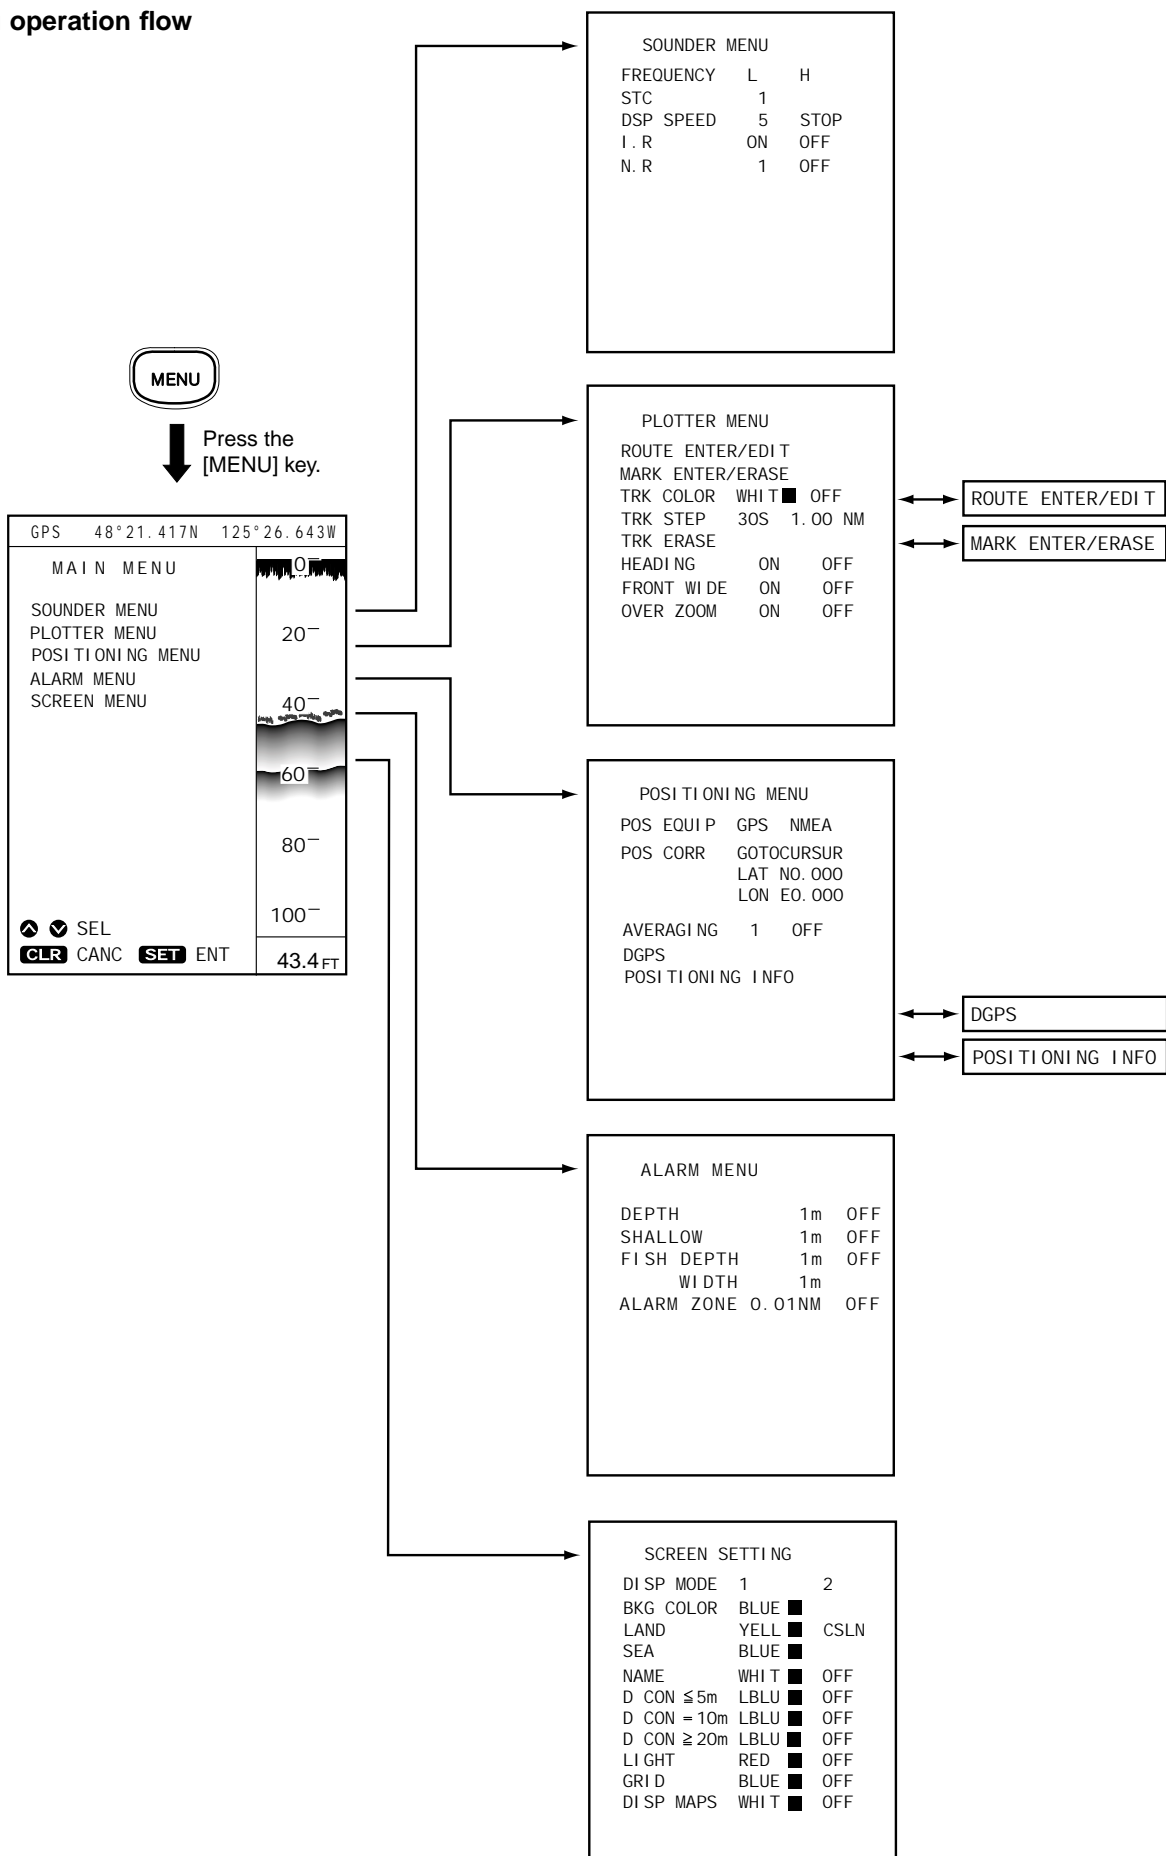 operation flow
MENU
Press the
[MENU] key.
GPS 48°21.417N 125°26.643W
MAIN MENU
SOUNDER MENU
PLOTTER MENU
POSITIONING MENU
ALARM MENU
SCREEN MENU
SEL
CLR CANC SET ENT
0
20
40
60
80
100
43.4 FT
SOUNDER MENU
FREQUENCY L H
STC 1
DSP SPEED 5 STOP
I.R ON OFF
N.R 1 OFF
PLOTTER MENU
ROUTE ENTER/EDIT
MARK ENTER/ERASE
TRK COLOR WHIT OFF
TRK STEP 30S 1.00 NM
TRK ERASE
HEADING ON OFF
FRONT WIDE ON OFF
OVER ZOOM ON OFF
ROUTE ENTER/EDIT
MARK ENTER/ERASE
POSITIONING MENU
POS EQUIP GPS NMEA
POS CORR GOTOCURSUR
LAT N0.000
LON E0.000
AVERAGING 1 OFF
DGPS
POSITIONING INFO
DGPS
POSITIONING INFO
ALARM MENU
DEPTH 1m OFF
SHALLOW 1m OFF
FISH DEPTH 1m OFF
WIDTH 1m
ALARM ZONE 0.01NM OFF
SCREEN SETTING
DISP MODE 1 2
BKG COLOR BLUE
LAND YELL CSLN
SEA BLUE
NAME WHIT OFF
D CON ≦5m LBLU OFF
D CON =10m LBLU OFF
D CON ≧20m LBLU OFF
LIGHT RED OFF
GRID BLUE OFF
DISP MAPS WHIT OFF